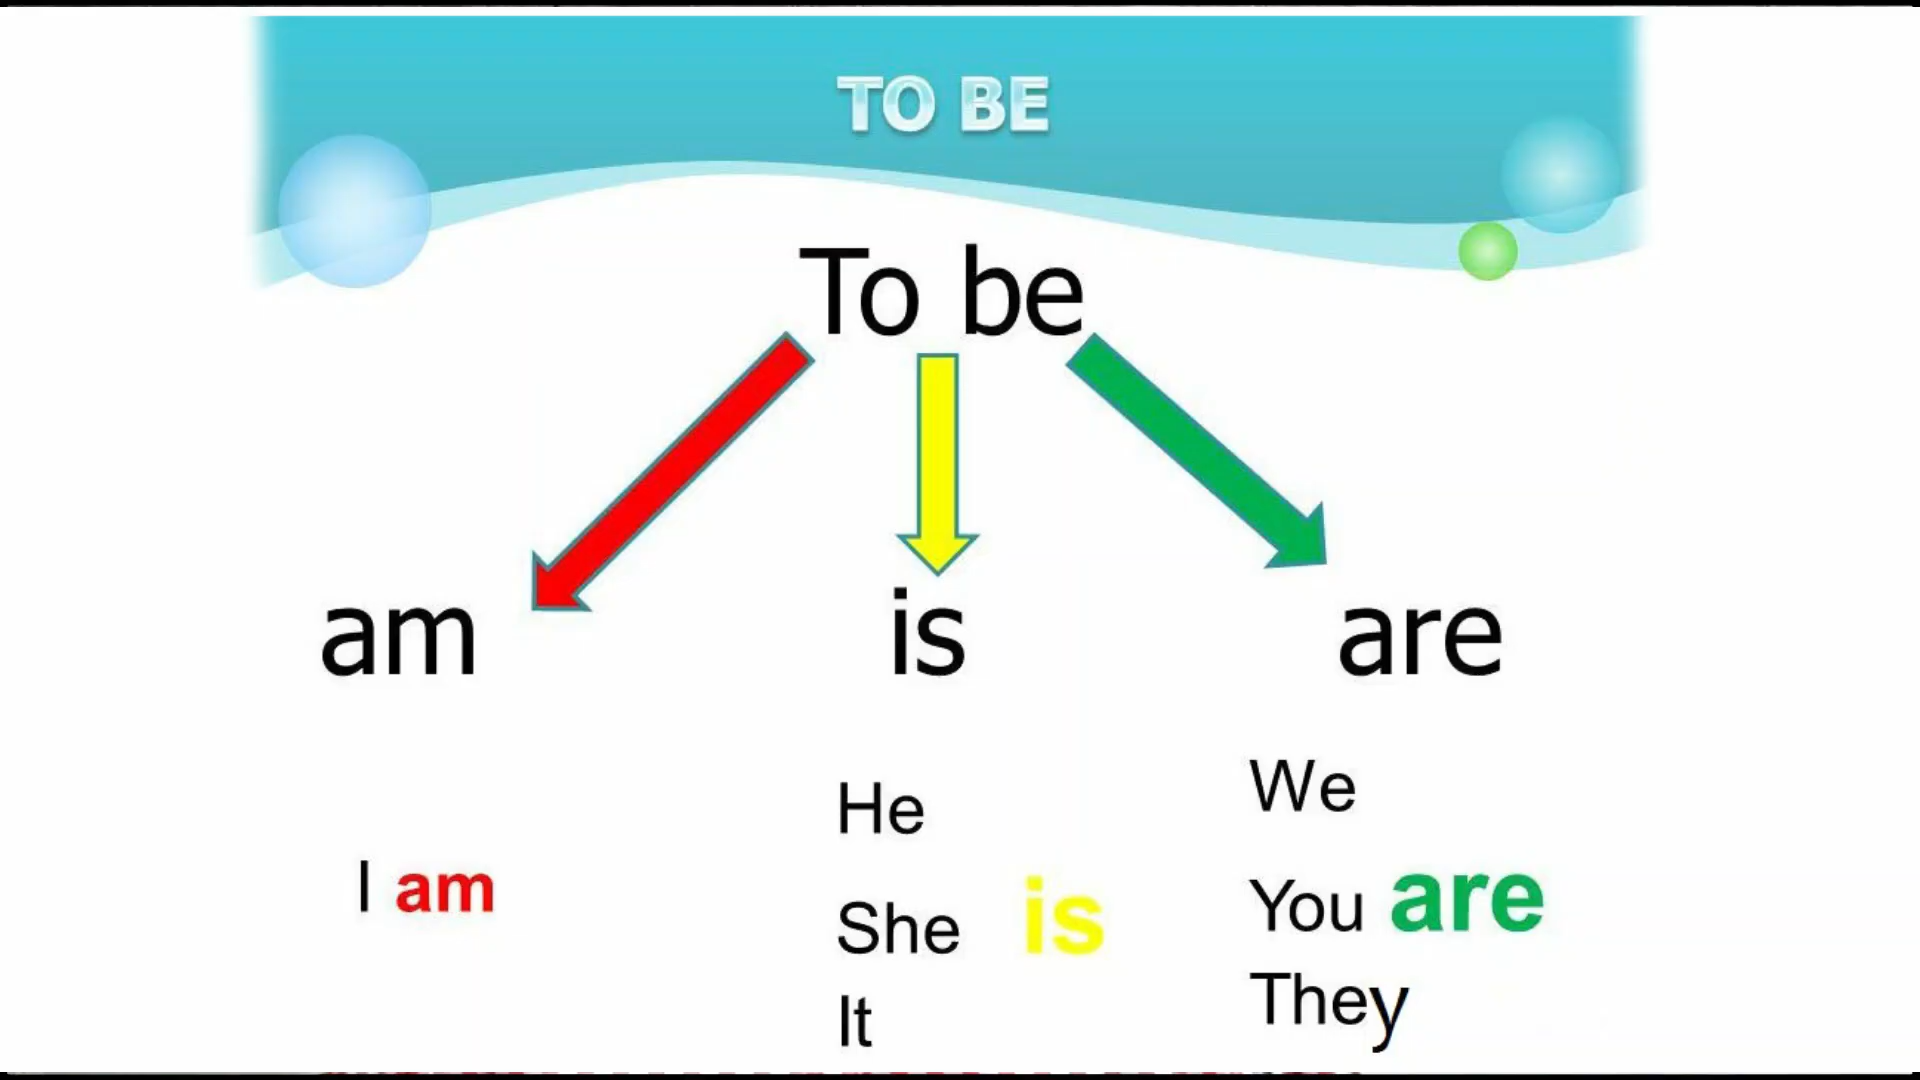 TO BE
To be
am is are
I am
He
She is
It
We
You are
They